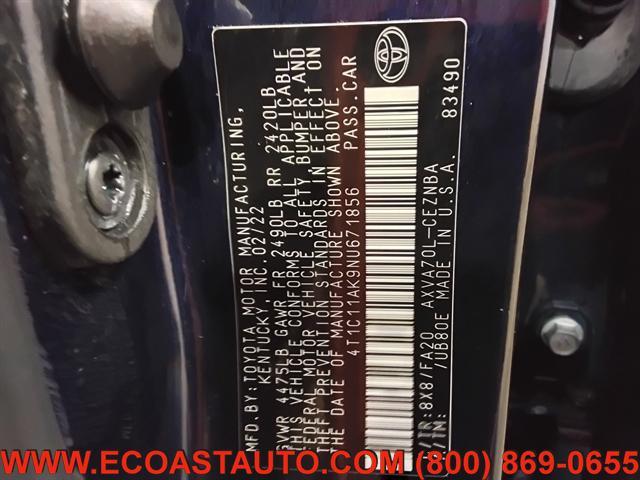 MFD.BY:TOYOTA MOTOR MANUFACTURING,
KENTUCKY, INC. 02/22
GVWR 4475LB GAWR FR 2490LB RR 2420LB
THIS VEHICLE CONFORMS TO ALL APPLICABLE
FEDERAL MOTOR VEHICLE SAFETY, BUMPER, AND
THEFT PREVENTION STANDARDS IN EFFECT ON
THE DATE OF MANUFACTURE SHOWN ABOVE.
4T1C11AK9NU671856 PASS.CAR
C/TR:8X8/FA20 AXVA70L-CEZNBA 83490
A/TM: /UB80E MADE IN U.S.A.
WWW.ECOASTAUTO.COM (800) 869-0655